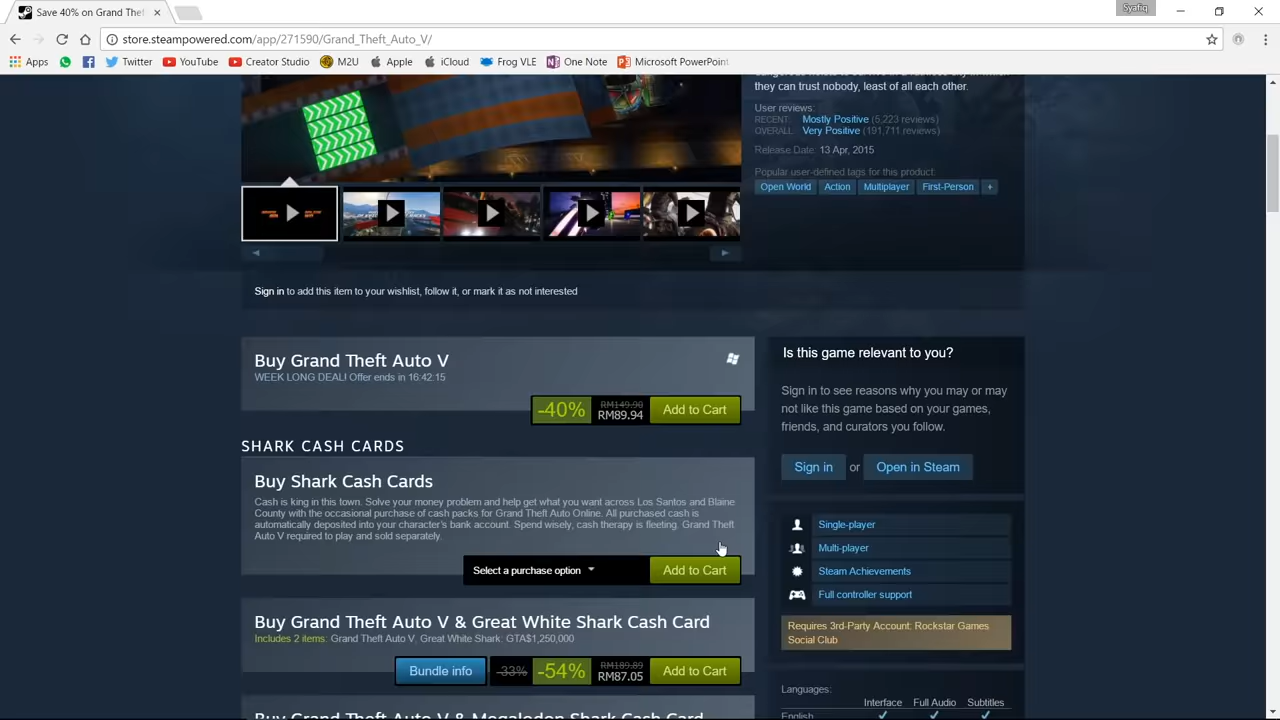 Save 40% on Grand Thef
Syafiq
store.steampowered.com/app/271590/Grand_Theft_Auto_V/
Apps
Twitter
YouTube
Creator Studio
M2U
Apple
iCloud
Frog VLE
One Note
Microsoft PowerPoint
they can trust nobody, least of all each other.
User reviews:
RECENT: Mostly Positive (5,223 reviews)
OVERALL: Very Positive (191,711 reviews)
Release Date: 13 Apr, 2015
Popular user-defined tags for this product:
Open World Action Multiplayer First-Person +
Sign in to add this item to your wishlist, follow it, or mark it as not interested
Buy Grand Theft Auto V
WEEK LONG DEAL! Offer ends in 16:42:15
-40% RM149.90 RM89.94 Add to Cart
SHARK CASH CARDS
Buy Shark Cash Cards
Cash is king in this town. Solve your money problem and help get what you want across Los Santos and Blaine
County with the occasional purchase of cash packs for Grand Theft Auto Online. All purchased cash is
automatically deposited into your character's bank account. Spend wisely, cash therapy is fleeting. Grand Theft
Auto V required to play and sold separately.
Select a purchase option Add to Cart
Buy Grand Theft Auto V & Great White Shark Cash Card
Includes 2 items: Grand Theft Auto V, Great White Shark: GTA$1,250,000
Bundle info -33% -54% RM189.89 RM87.05 Add to Cart
Buy Grand Theft Auto V & Megalodon Shark Cash Card
Is this game relevant to you?
Sign in to see reasons why you may or may
not like this game based on your games,
friends, and curators you follow.
Sign in or Open in Steam
Single-player
Multi-player
Steam Achievements
Full controller support
Requires 3rd-Party Account: Rockstar Games
Social Club
Languages:
Interface Full Audio Subtitles
English